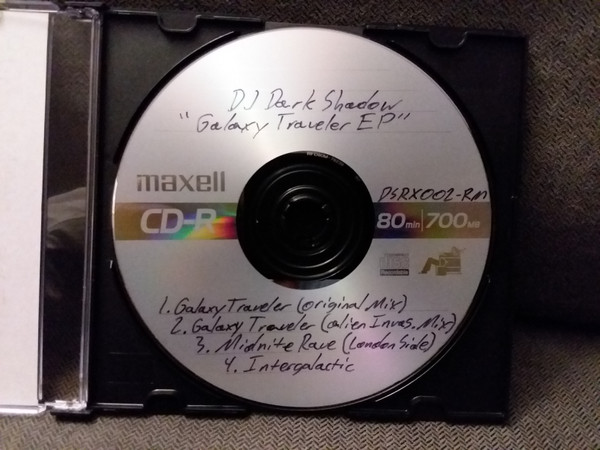 DJ Dark Shadow
"Galaxy Traveler EP"
maxell
DSRX002-RM
CD-R
80min|700MB
1. Galaxy Traveler (original Mix)
2. Galaxy Traveler (alien Invas. Mix)
3. Midnite Rave (London Side)
4. Intergalactic